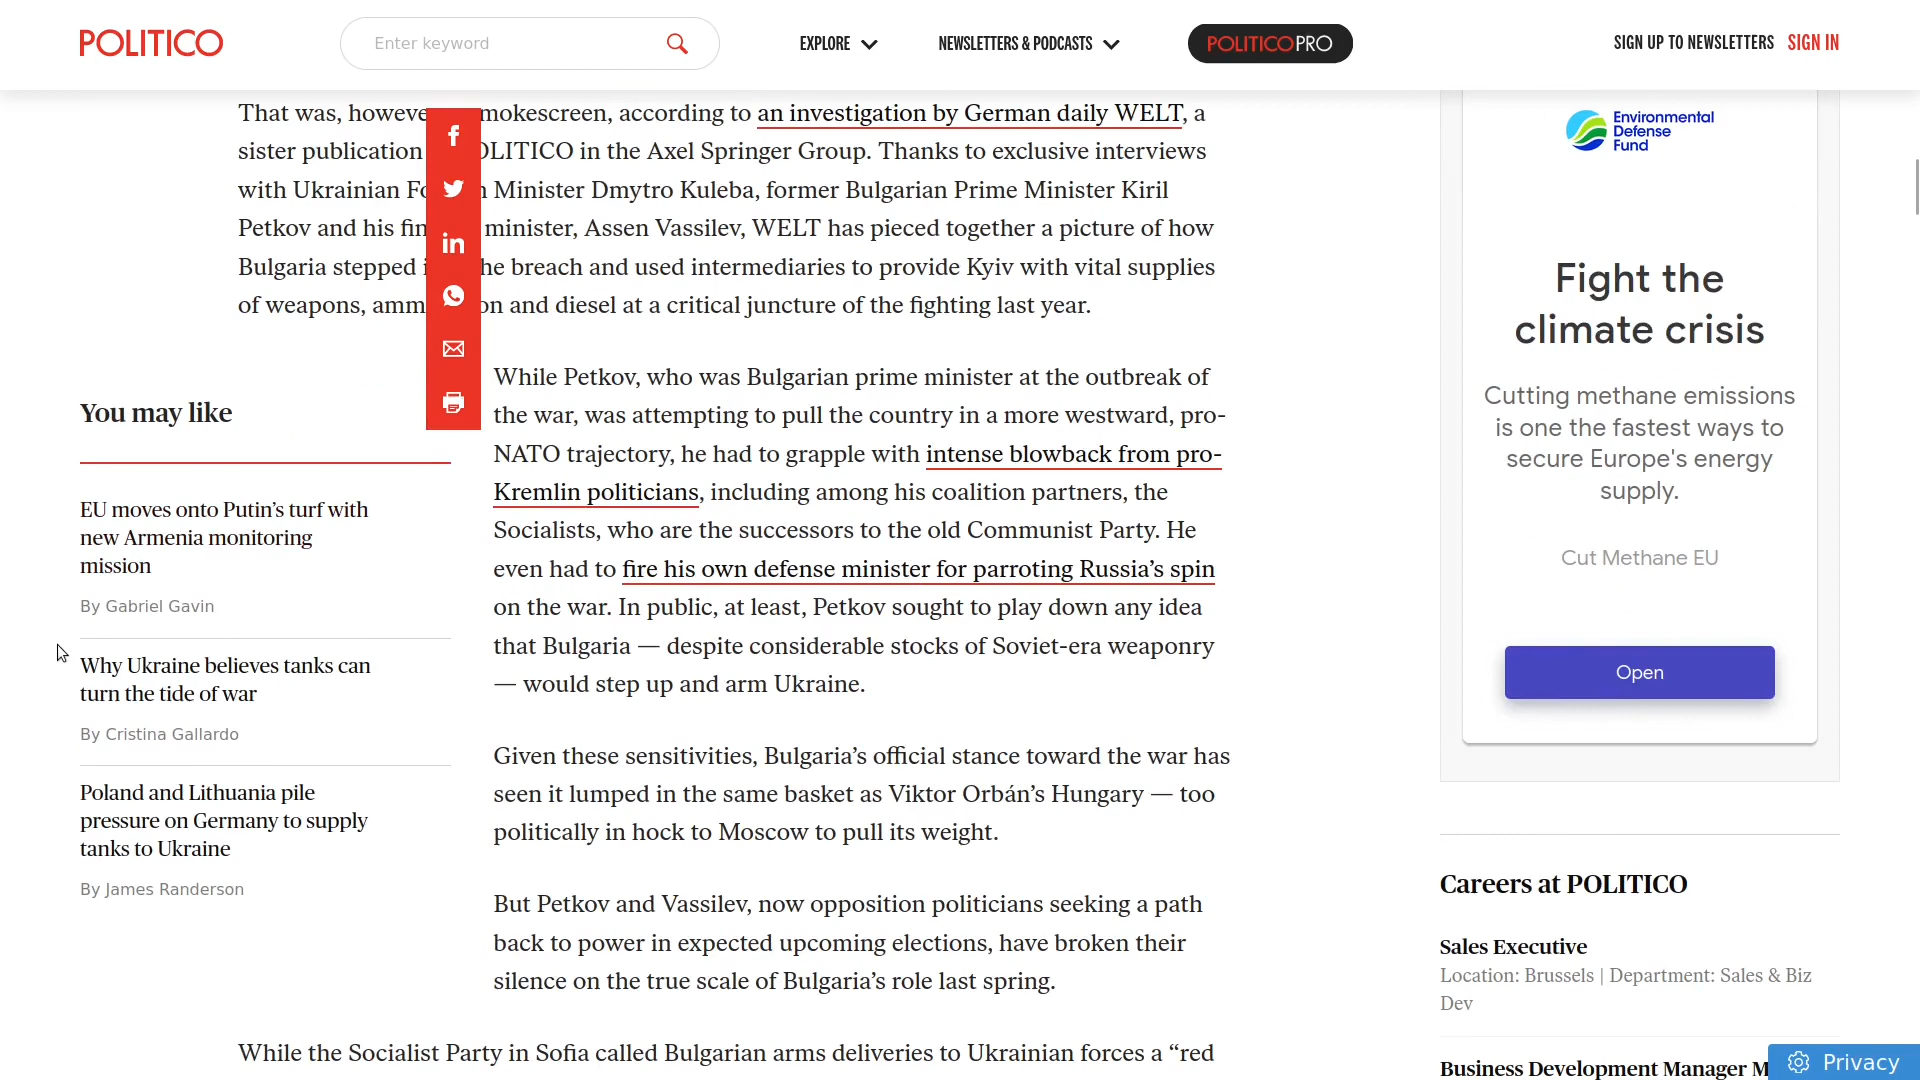 POLITICO
Enter keyword
EXPLORE
NEWSLETTERS & PODCASTS
POLITICOPRO
SIGN UP TO NEWSLETTERS
SIGN IN
That was, mokescreen, according to an investigation by German daily WELT, a
sister publication in the Axel Springer Group. Thanks to exclusive interviews
with Ukrainian Minister Dmytro Kuleba, former Bulgarian Prime Minister Kiril
Petkov and his minister, Assen Vassilev, WELT has pieced together a picture of how
Bulgaria stepped the breach and used intermediaries to provide Kyiv with vital supplies
of weapons, and diesel at a critical juncture of the fighting last year.
While Petkov, who was Bulgarian prime minister at the outbreak of
the war, was attempting to pull the country in a more westward, pro-
NATO trajectory, he had to grapple with intense blowback from pro-
Kremlin politicians, including among his coalition partners, the
Socialists, who are the successors to the old Communist Party. He
even had to fire his own defense minister for parroting Russia’s spin
on the war. In public, at least, Petkov sought to play down any idea
that Bulgaria — despite considerable stocks of Soviet-era weaponry
— would step up and arm Ukraine.
Given these sensitivities, Bulgaria’s official stance toward the war has
seen it lumped in the same basket as Viktor Orbán’s Hungary — too
politically in hock to Moscow to pull its weight.
But Petkov and Vassilev, now opposition politicians seeking a path
back to power in expected upcoming elections, have broken their
silence on the true scale of Bulgaria’s role last spring.
While the Socialist Party in Sofia called Bulgarian arms deliveries to Ukrainian forces a “red
You may like
EU moves onto Putin’s turf with
new Armenia monitoring
mission
By Gabriel Gavin
Why Ukraine believes tanks can
turn the tide of war
By Cristina Gallardo
Poland and Lithuania pile
pressure on Germany to supply
tanks to Ukraine
By James Randerson
Environmental
Defense
Fund
Fight the
climate crisis
Cutting methane emissions
is one the fastest ways to
secure Europe's energy
supply.
Cut Methane EU
Open
Careers at POLITICO
Sales Executive
Location: Brussels | Department: Sales & Biz
Dev
Business Development Manager
Privacy